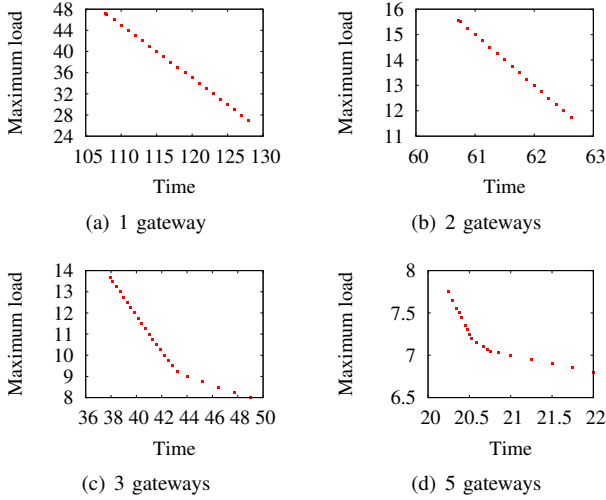 48
44
40
36
32
28
24
Maximum load
105 110 115 120 125 130
Time
(a) 1 gateway
16
15
14
13
12
11
Maximum load
60 61 62 63
Time
(b) 2 gateways
14
13
12
11
10
9
8
Maximum load
36 38 40 42 44 46 48 50
Time
(c) 3 gateways
8
7.5
7
6.5
6
Maximum load
20 20.5 21 21.5 22
Time
(d) 5 gateways